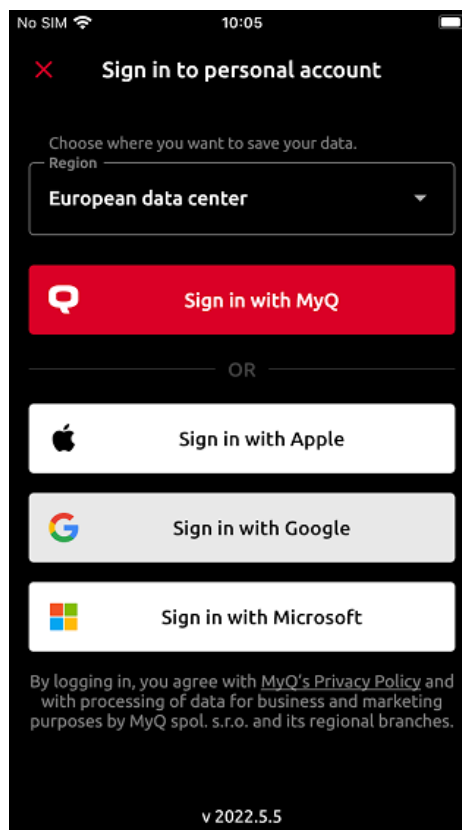 No SIM 10:05
Sign in to personal account
Choose where you want to save your data.
Region
European data center
Sign in with MyQ
OR
Sign in with Apple
Sign in with Google
Sign in with Microsoft
By logging in, you agree with MyQ's Privacy Policy and
with processing of data for business and marketing
purposes by MyQ spol. s.r.o. and its regional branches.
v 2022.5.5